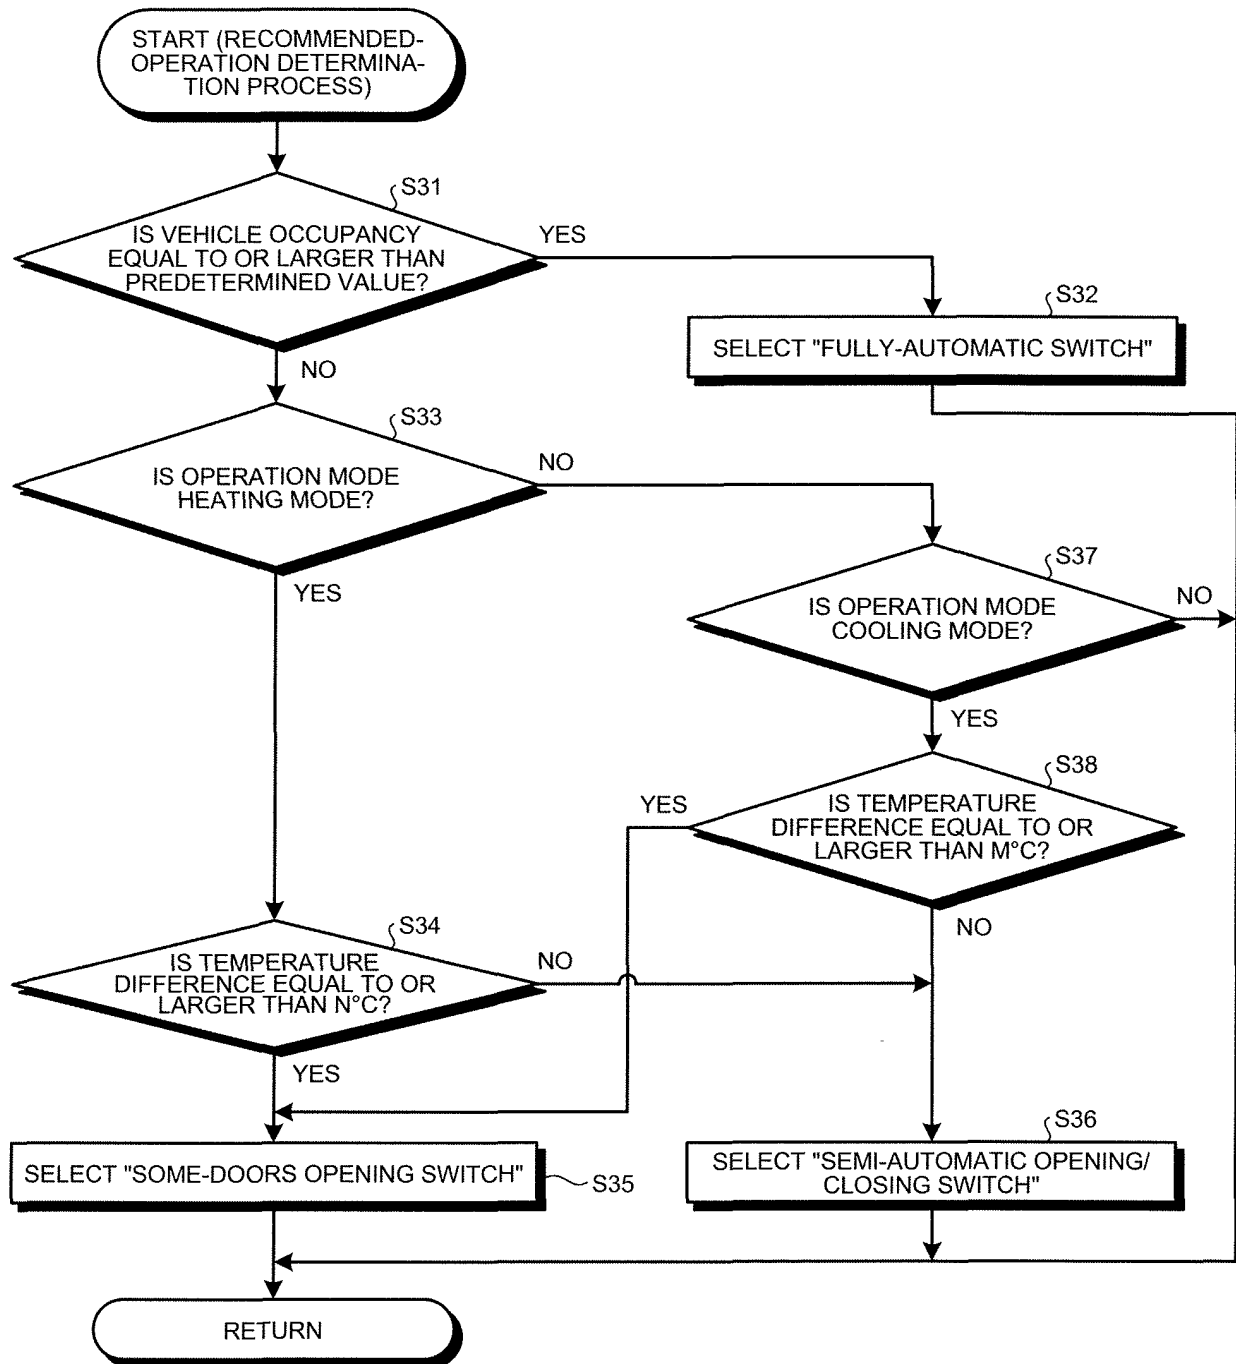 START (RECOMMENDED-
OPERATION DETERMINA-
TION PROCESS)
S31
IS VEHICLE OCCUPANCY
EQUAL TO OR LARGER THAN
PREDETERMINED VALUE?
YES
NO
S32
SELECT "FULLY-AUTOMATIC SWITCH"
S33
IS OPERATION MODE
HEATING MODE?
NO
YES
S37
IS OPERATION MODE
COOLING MODE?
NO
YES
S38
IS TEMPERATURE
DIFFERENCE EQUAL TO OR
LARGER THAN M°C?
YES
NO
S34
IS TEMPERATURE
DIFFERENCE EQUAL TO OR
LARGER THAN N°C?
NO
YES
SELECT "SOME-DOORS OPENING SWITCH"
S35
S36
SELECT "SEMI-AUTOMATIC OPENING/
CLOSING SWITCH"
RETURN